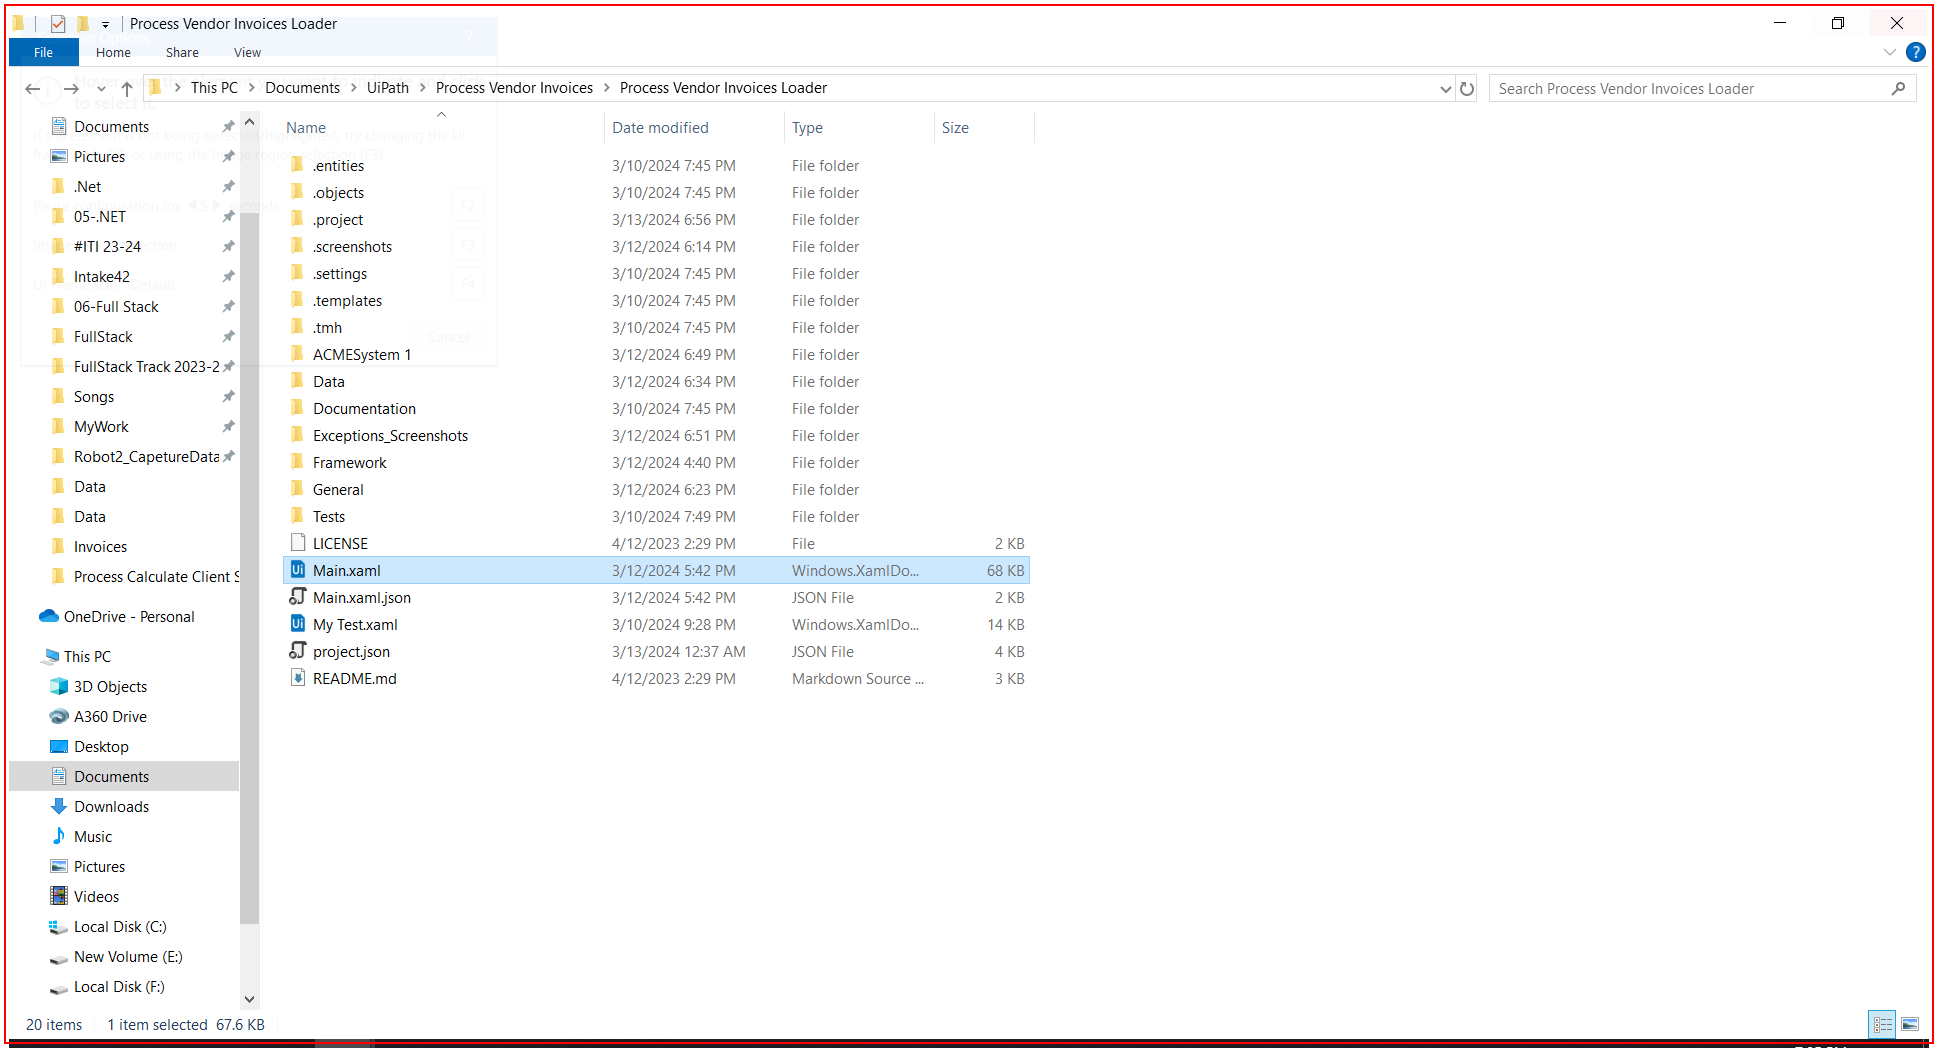 Process Vendor Invoices Loader
File Home Share View
This PC Documents UiPath Process Vendor Invoices Process Vendor Invoices Loader
Search Process Vendor Invoices Loader
Documents
Pictures
.Net
05-.NET
#ITI 23-24
Intake42
06-Full Stack
FullStack
FullStack Track 2023-2
Songs
MyWork
Robot2_CapetureData
Data
Data
Invoices
Process Calculate Client S
OneDrive - Personal
This PC
3D Objects
A360 Drive
Desktop
Documents
Downloads
Music
Pictures
Videos
Local Disk (C:)
New Volume (E:)
Local Disk (F:)
Name Date modified Type Size
.entities 3/10/2024 7:45 PM File folder
.objects 3/10/2024 7:45 PM File folder
.project 3/13/2024 6:56 PM File folder
.screenshots 3/12/2024 6:14 PM File folder
.settings 3/10/2024 7:45 PM File folder
.templates 3/10/2024 7:45 PM File folder
.tmh 3/10/2024 7:45 PM File folder
ACMESystem 1 3/12/2024 6:49 PM File folder
Data 3/12/2024 6:34 PM File folder
Documentation 3/10/2024 7:45 PM File folder
Exceptions_Screenshots 3/12/2024 6:51 PM File folder
Framework 3/12/2024 4:40 PM File folder
General 3/12/2024 6:23 PM File folder
Tests 3/10/2024 7:49 PM File folder
LICENSE 4/12/2023 2:29 PM File 2 KB
Main.xaml 3/12/2024 5:42 PM Windows.XamlDo... 68 KB
Main.xaml.json 3/12/2024 5:42 PM JSON File 2 KB
My Test.xaml 3/10/2024 9:28 PM Windows.XamlDo... 14 KB
project.json 3/13/2024 12:37 AM JSON File 4 KB
README.md 4/12/2023 2:29 PM Markdown Source ... 3 KB
F2
F3
F4
Cancel
20 items 1 item selected 67.6 KB